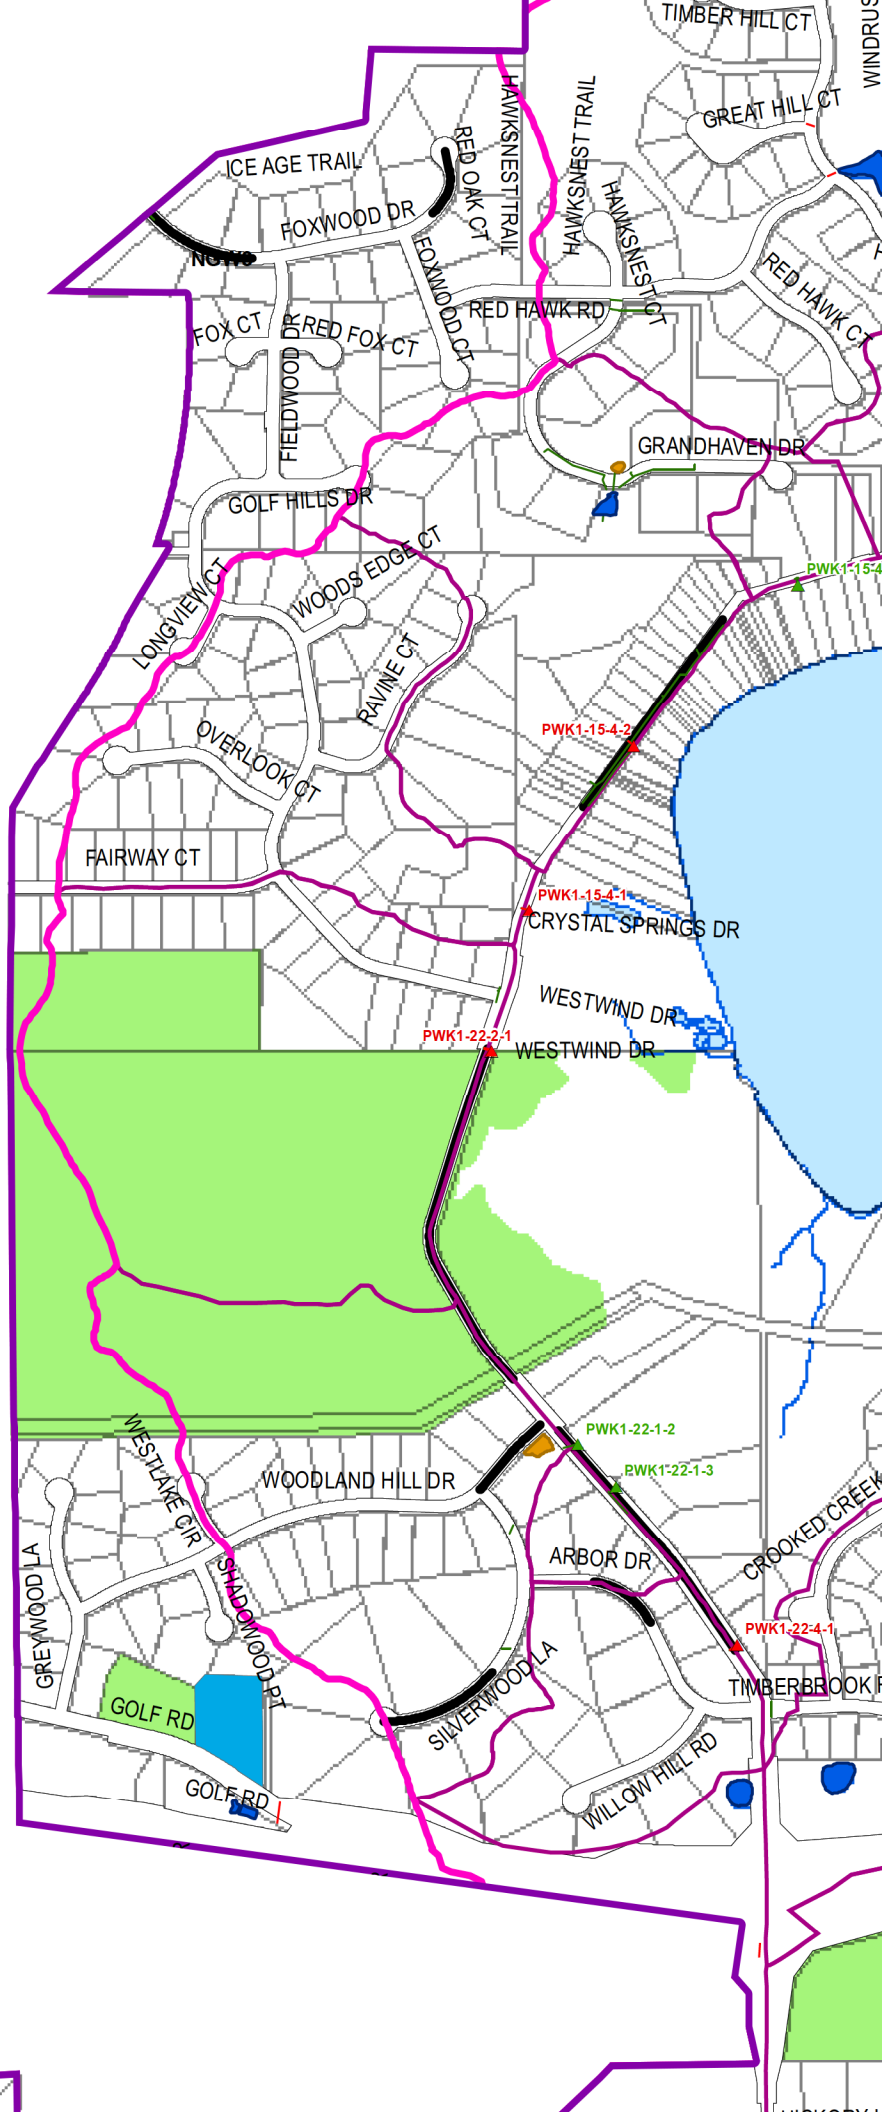 TIMBER HILL CT
GREAT HILL CT
HAWKSNEST TRAIL
HAWKSNEST TRAIL
ICE AGE TRAIL
RED OAK CT
FOXWOOD DR
HAWKSNEST CT
FOXWOOD CT
RED HAWK CT
RED HAWK RD
FOX CT
RED FOX CT
FIELDWOOD DR
GRANDHAVEN DR
GOLF HILLS DR
WOODS EDGE CT
LONGVIEW CT
PWK1-15-4
RAVINE CT
PWK1-15-4-2
OVERLOOK CT
FAIRWAY CT
PWK1-15-4-1
CRYSTAL SPRINGS DR
WESTWIND DR
PWK1-22-2-1
WESTWIND DR
PWK1-22-1-2
WESTLAKE CIR
WOODLAND HILL DR
PWK1-22-1-3
CROOKED CREEK
ARBOR DR
GREYWOOD LA
SHADOWOOD PT
PWK1-22-4-1
SILVERWOOD LA
TIMBERBROOK
GOLF RD
WILLOW HILL RD
GOLF RD